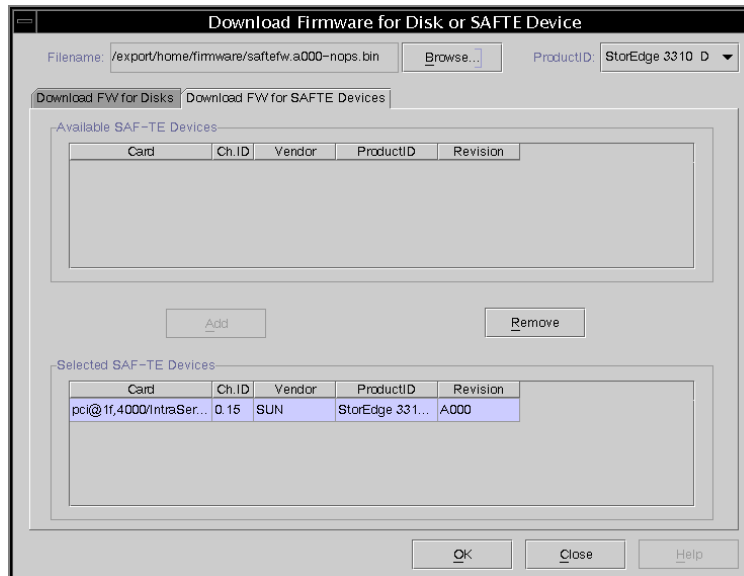 Download Firmware for Disk or SAFTE Device
Filename: /export/home/firmware/saftefw.a000-nops.bin Browse... ProductID: StorEdge 3310 D
Download FW for Disks Download FW for SAFTE Devices
Available SAF-TE Devices
Card Ch.ID Vendor ProductID Revision
Add Remove
Selected SAF-TE Devices
Card Ch.ID Vendor ProductID Revision
pci@1f,4000/IntraSer... 0.15 SUN StorEdge 331... A000
OK Close Help